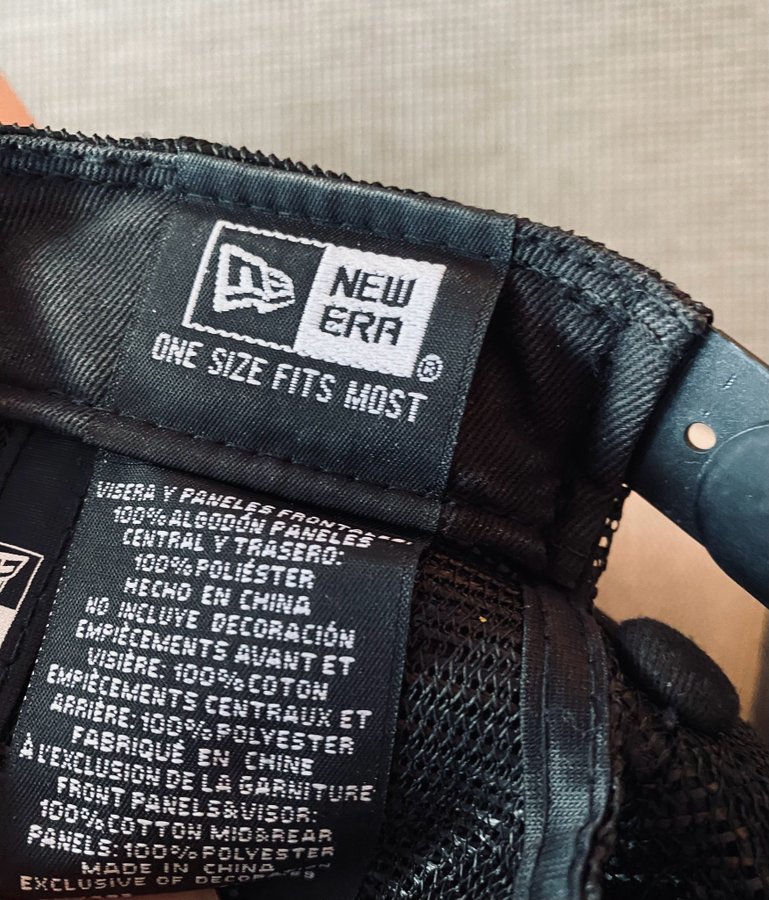 NEW
ERA
®
ONE SIZE FITS MOST
VISERA Y PANELES
100% ALGODÓN PANELES
CENTRAL Y TRASERO:
100% POLIÉSTER
HECHO EN CHINA
NO INCLUYE DECORACIÓN
EMPIÈCEMENTS AVANT ET
VISIÈRE: 100% COTON
EMPIÈCEMENTS CENTRAUX ET
ARRIÈRE: 100% POLYESTER
FABRIQUÉ EN CHINE
À L'EXCLUSION DE LA GARNITURE
FRONT PANELS&VISOR:
100% COTTON MID&REAR
PANELS: 100% POLYESTER
MADE IN CHINA
EXCLUSIVE OF